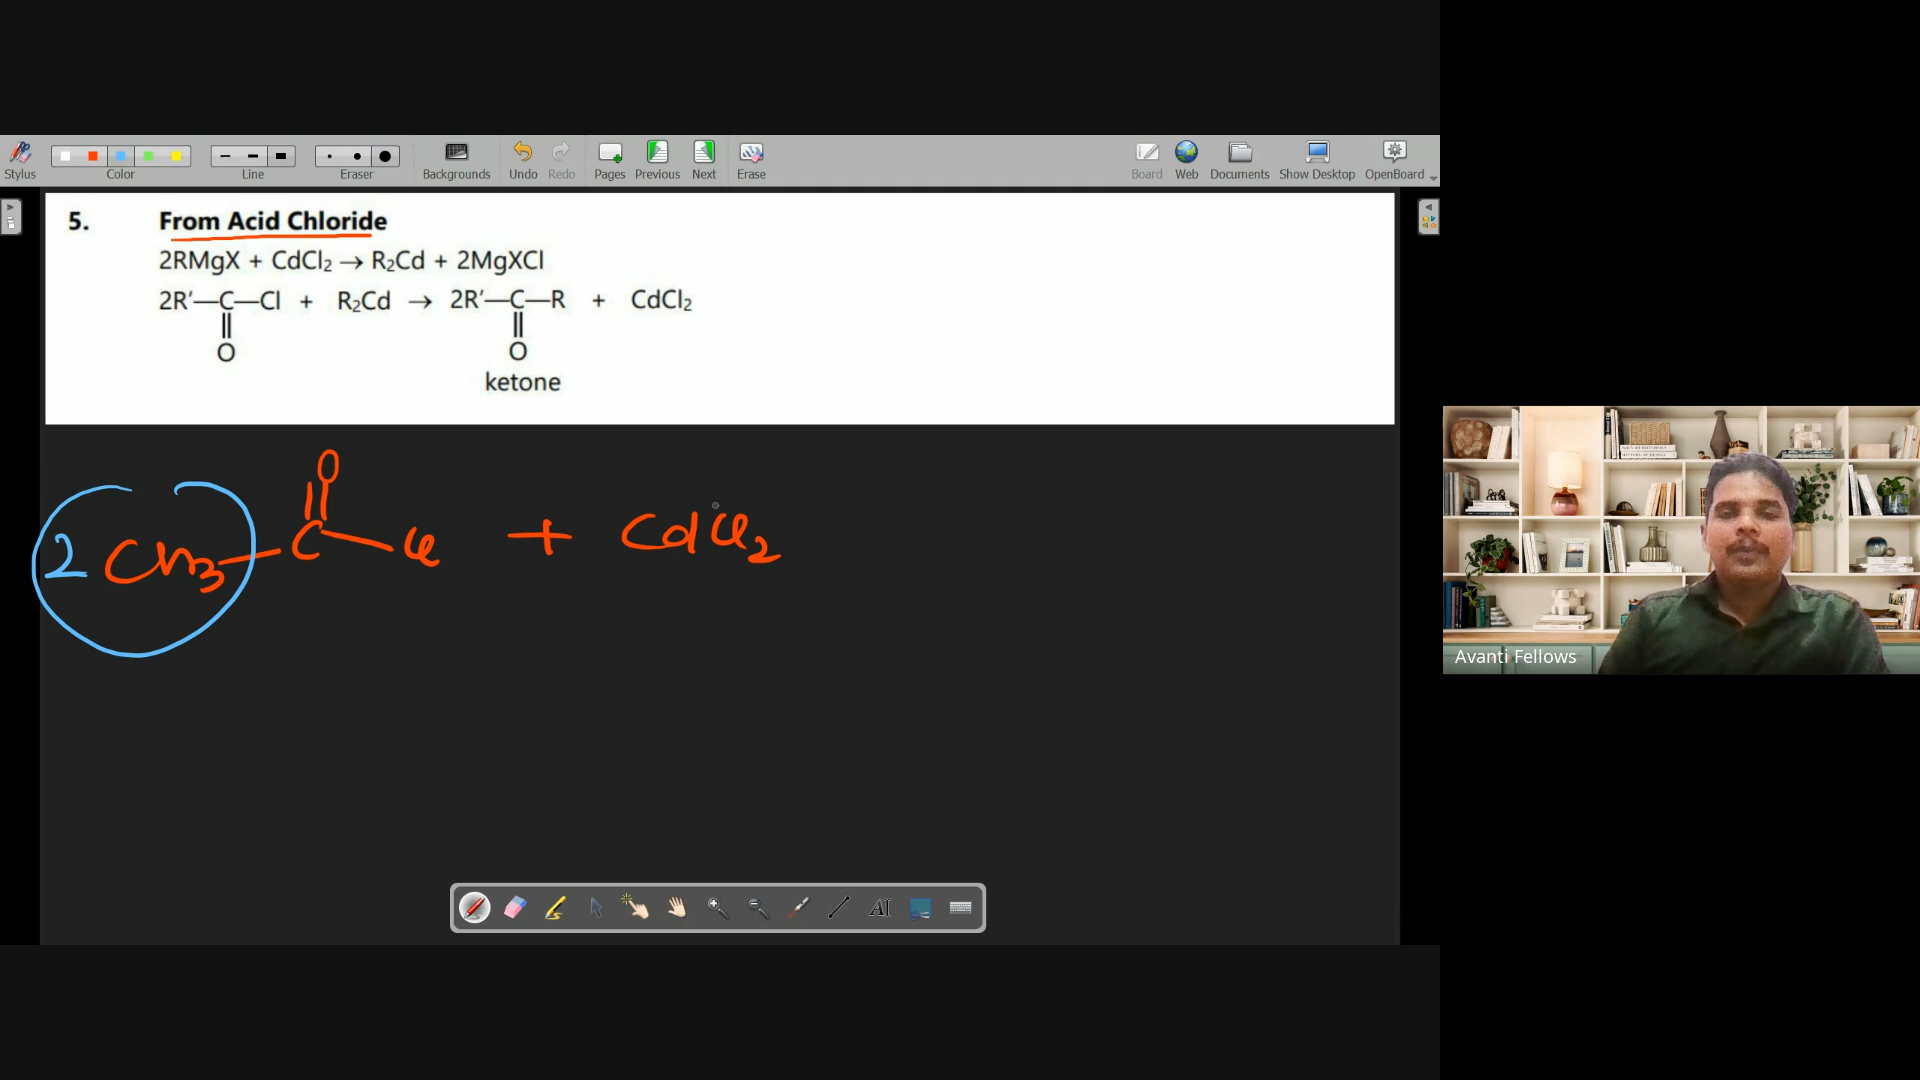 Stylus Color Line Eraser Backgrounds Undo Redo Pages Previous Next Erase Board Web Documents Show Desktop OpenBoard
5. From Acid Chloride
2RMgX + CdCl₂ → R₂Cd + 2MgXCl
2R′—C—Cl + R₂Cd → 2R′—C—R + CdCl₂
O O
ketone
O
2 CH₃—C—Cl + CdCl₂
Avanti Fellows
AI